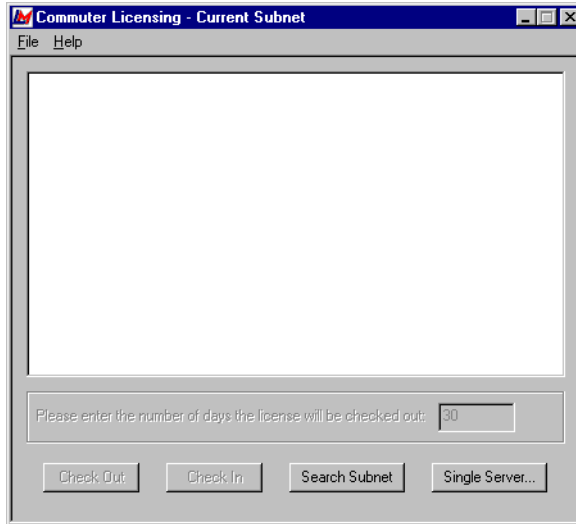 Commuter Licensing - Current Subnet
File Help
Please enter the number of days the license will be checked out: 30
Check Out Check In Search Subnet Single Server...